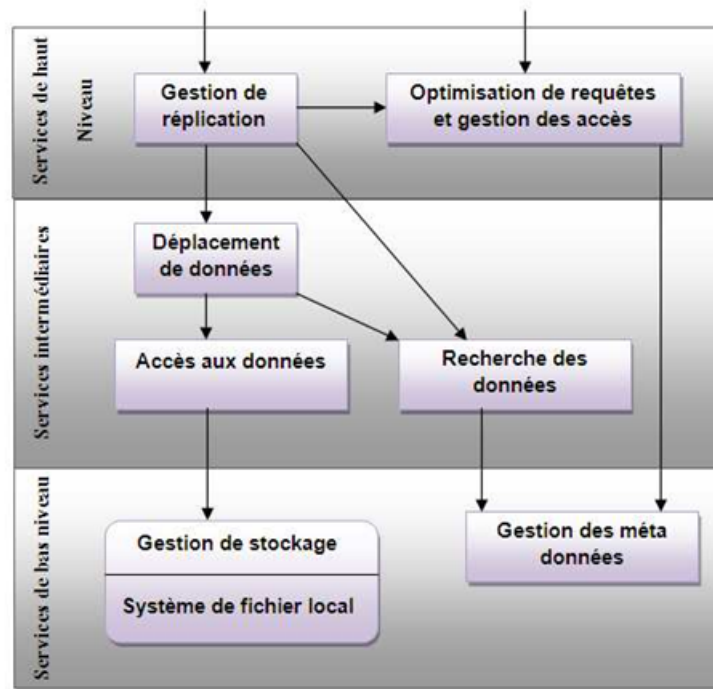 Services de haut
Niveau
Gestion de
réplication
Optimisation de requêtes
et gestion des accès
Services intermédiaires
Déplacement
de données
Accès aux données
Recherche des
données
Services de bas niveau
Gestion de stockage
Système de fichier local
Gestion des méta
données